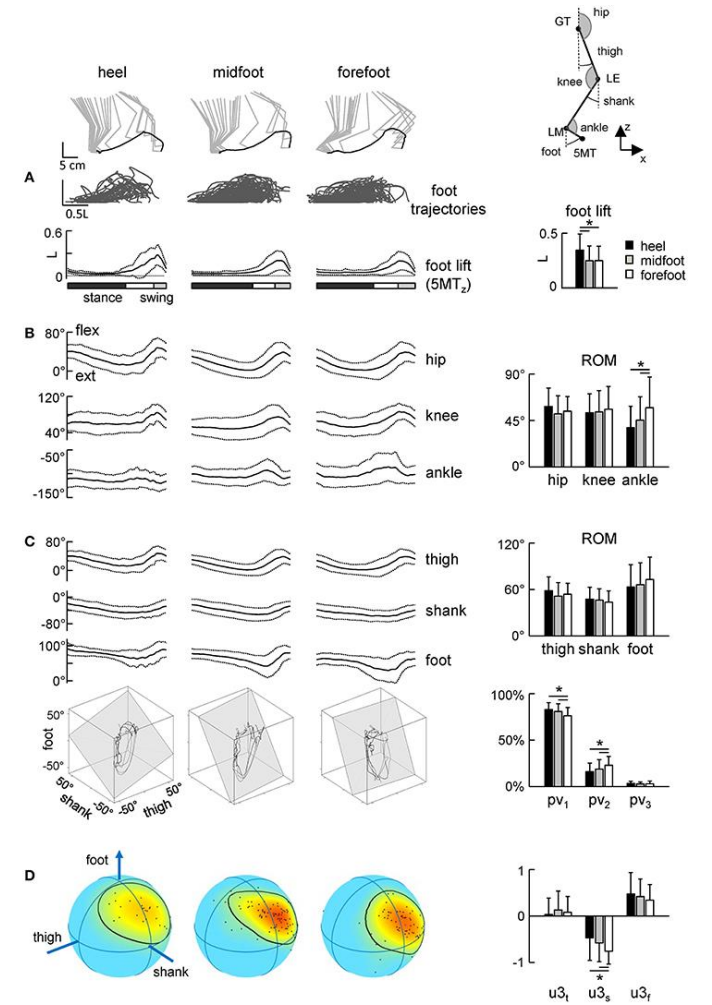 hip
GT
thigh
heel
midfoot
forefoot
knee
LE
shank
LM
ankle
z
foot
5MT
x
5 cm
A
0.5L
foot
trajectories
foot lift
0.6
L
0
foot lift
(5MTz)
stance
swing
0.5
L
0
*
heel
midfoot
forefoot
B
80°
flex
0°
ext
hip
120°
40°
knee
-50°
-150°
ankle
ROM
90°
45°
0°
*
hip knee ankle
C
80°
0°
thigh
0°
-80°
shank
100°
0°
foot
ROM
120°
60°
0°
thigh shank foot
50°
foot
-50°
50°
shank
-50°
-50°
thigh
50°
100%
50%
0%
*
*
pv1
pv2
pv3
D
foot
thigh
shank
1
0
-1
*
u3t
u3s
u3f